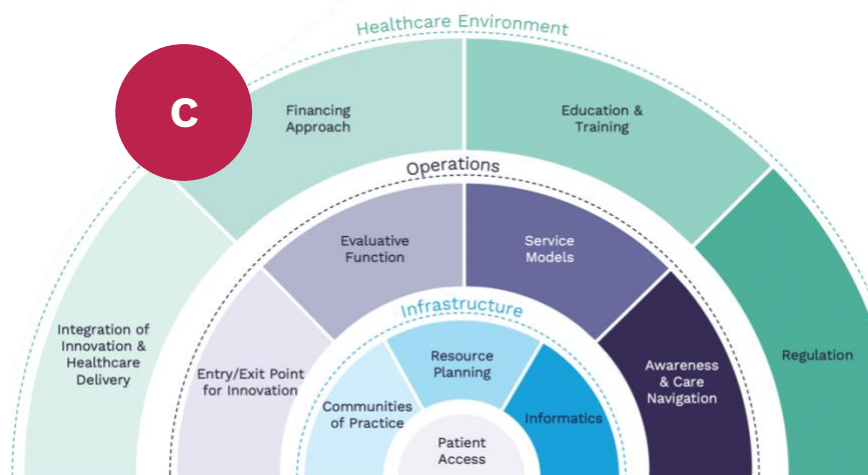 Healthcare Environment
C
Financing
Approach
Education &
Training
Operations
Evaluative
Function
Service
Models
Infrastructure
Integration of
Innovation &
Healthcare
Delivery
Entry/Exit Point
for Innovation
Resource
Planning
Awareness
& Care
Navigation
Regulation
Communities
of Practice
Informatics
Patient
Access